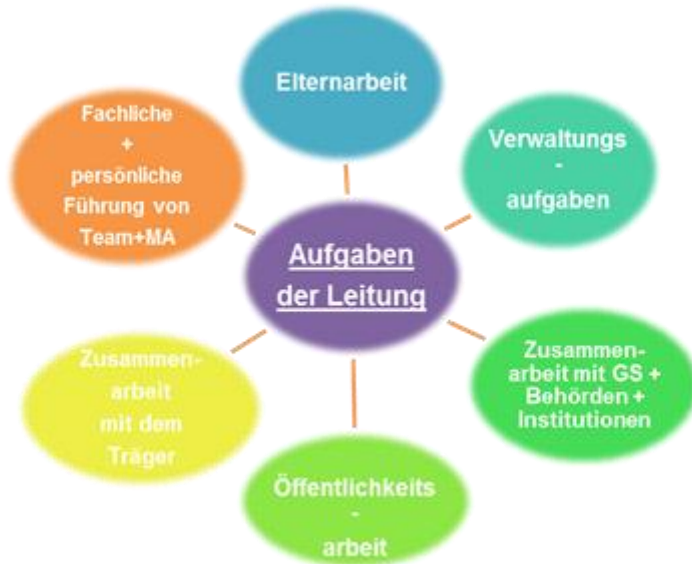 Elternarbeit
Verwaltungs
-
aufgaben
Zusammen-
arbeit mit GS +
Behörden +
Institutionen
Öffentlichkeits
-
arbeit
Zusammen-
arbeit
mit dem
Träger
Fachliche
+
persönliche
Führung von
Team+MA
Aufgaben
der Leitung